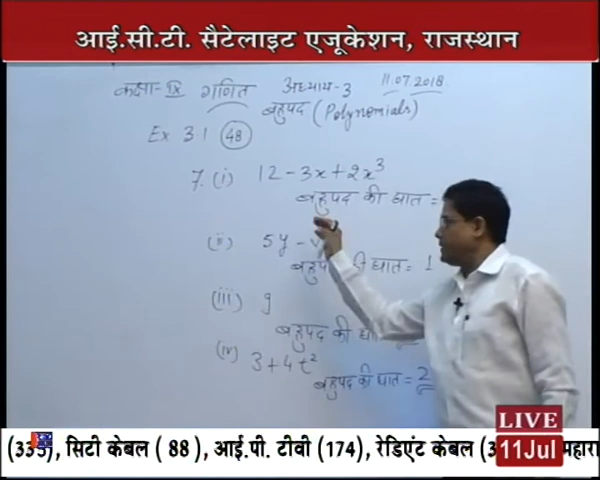 आई.सी.टी. सैटेलाइट एजूकेशन, राजस्थान
कक्षा-IX गणित अध्याय-3 11.07.2018
बहुपद (Polynomials)
Ex 3.1 48
7. (i) 12 - 3x + 2x³
बहुपद की घात =
(ii) 5y -
की घात = 1
(iii) 9
बहुपद की
(iv) 3 + 4t²
बहुपद की घात = 2
LIVE
11Jul
सिटी केबल ( 88 ), आई.पी. टीवी (174), रेडिएंट केबल